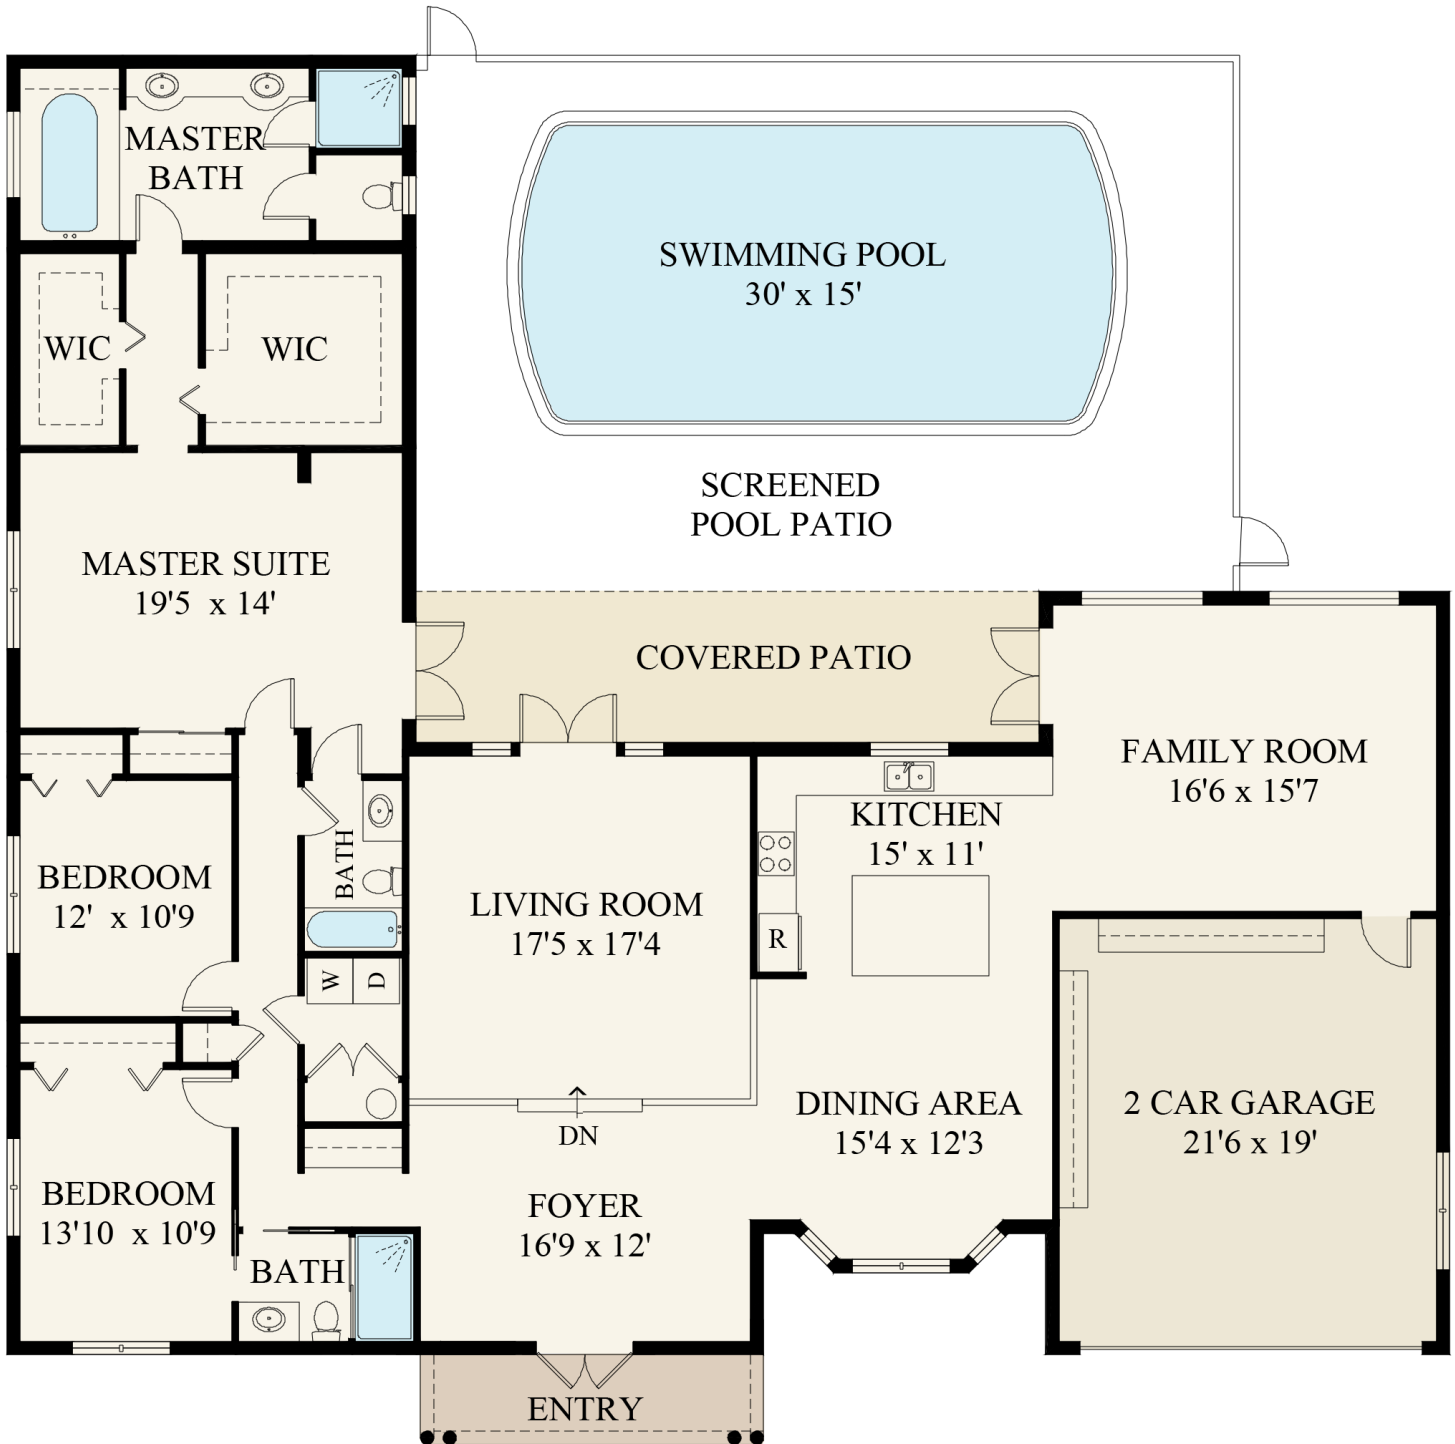 MASTER
BATH
SWIMMING POOL
30' x 15'
WIC
WIC
SCREENED
POOL PATIO
MASTER SUITE
19'5 x 14'
COVERED PATIO
FAMILY ROOM
16'6 x 15'7
KITCHEN
15' x 11'
BATH
BEDROOM
12' x 10'9
LIVING ROOM
17'5 x 17'4
R
W
D
DN
DINING AREA
15'4 x 12'3
2 CAR GARAGE
21'6 x 19'
BEDROOM
13'10 x 10'9
FOYER
16'9 x 12'
BATH
ENTRY